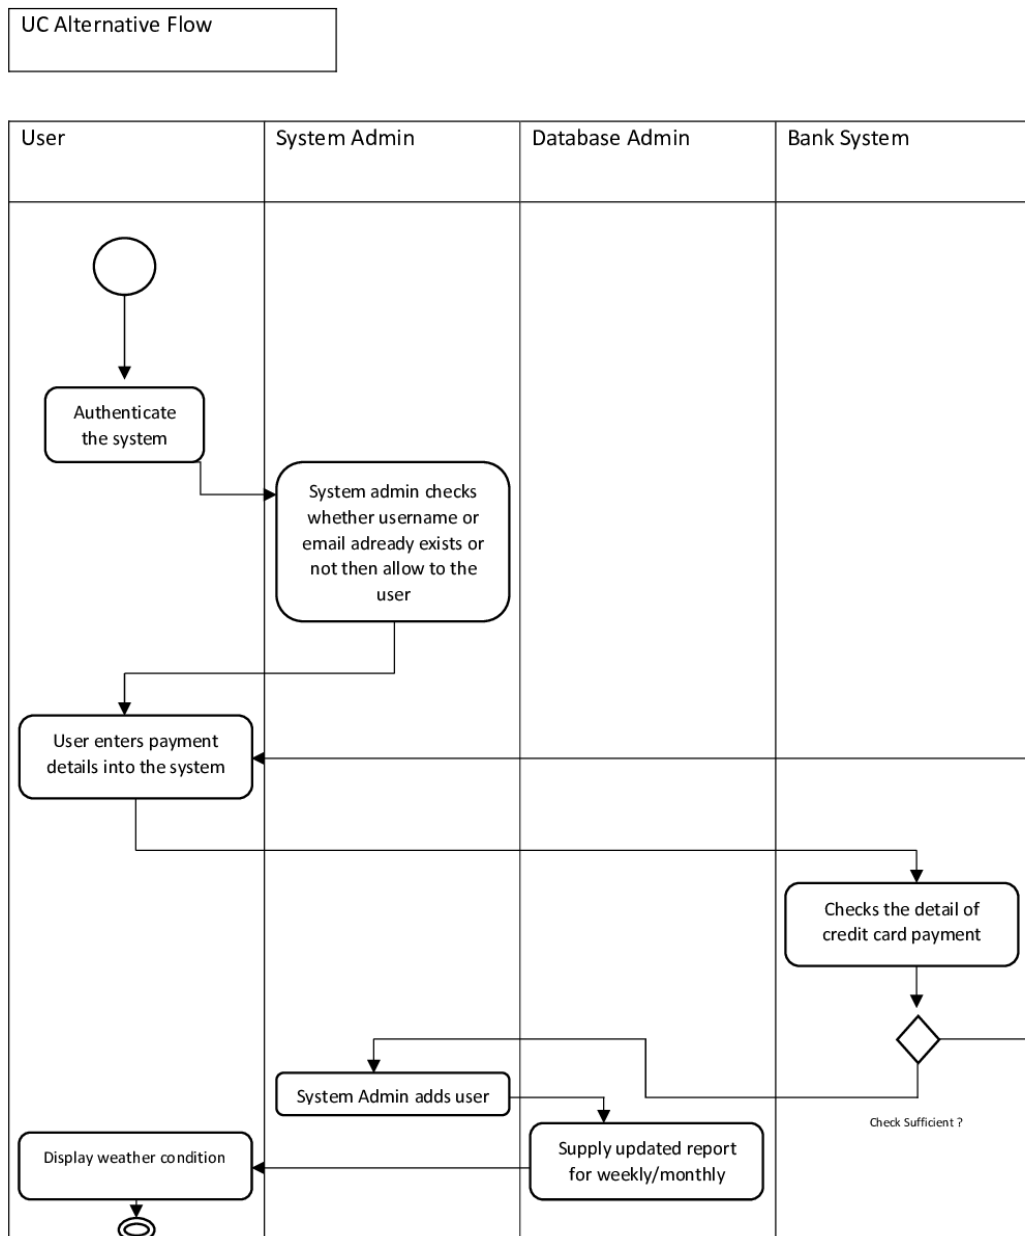 UC Alternative Flow
User
System Admin
Database Admin
Bank System
Authenticate
the system
System admin checks
whether username or
email adready exists or
not then allow to the
user
User enters payment
details into the system
Checks the detail of
credit card payment
System Admin adds user
Check Sufficient ?
Display weather condition
Supply updated report
for weekly/monthly